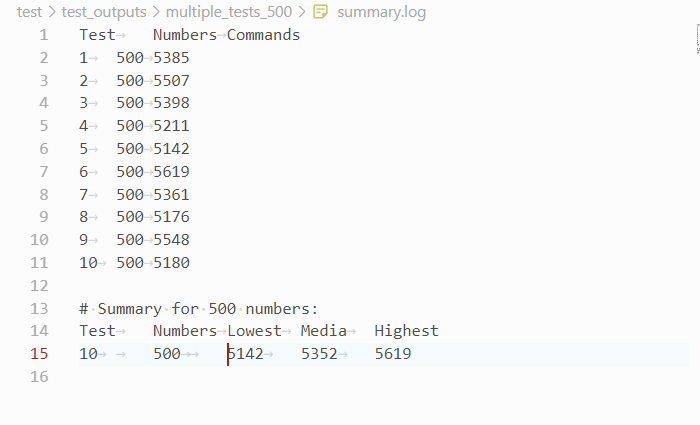 test > test_outputs > multiple_tests_500 > summary.log
1 Test Numbers Commands
2 1 500 5385
3 2 500 5507
4 3 500 5398
5 4 500 5211
6 5 500 5142
7 6 500 5619
8 7 500 5361
9 8 500 5176
10 9 500 5548
11 10 500 5180
12
13 # Summary for 500 numbers:
14 Test Numbers Lowest Media Highest
15 10 500 5142 5352 5619
16